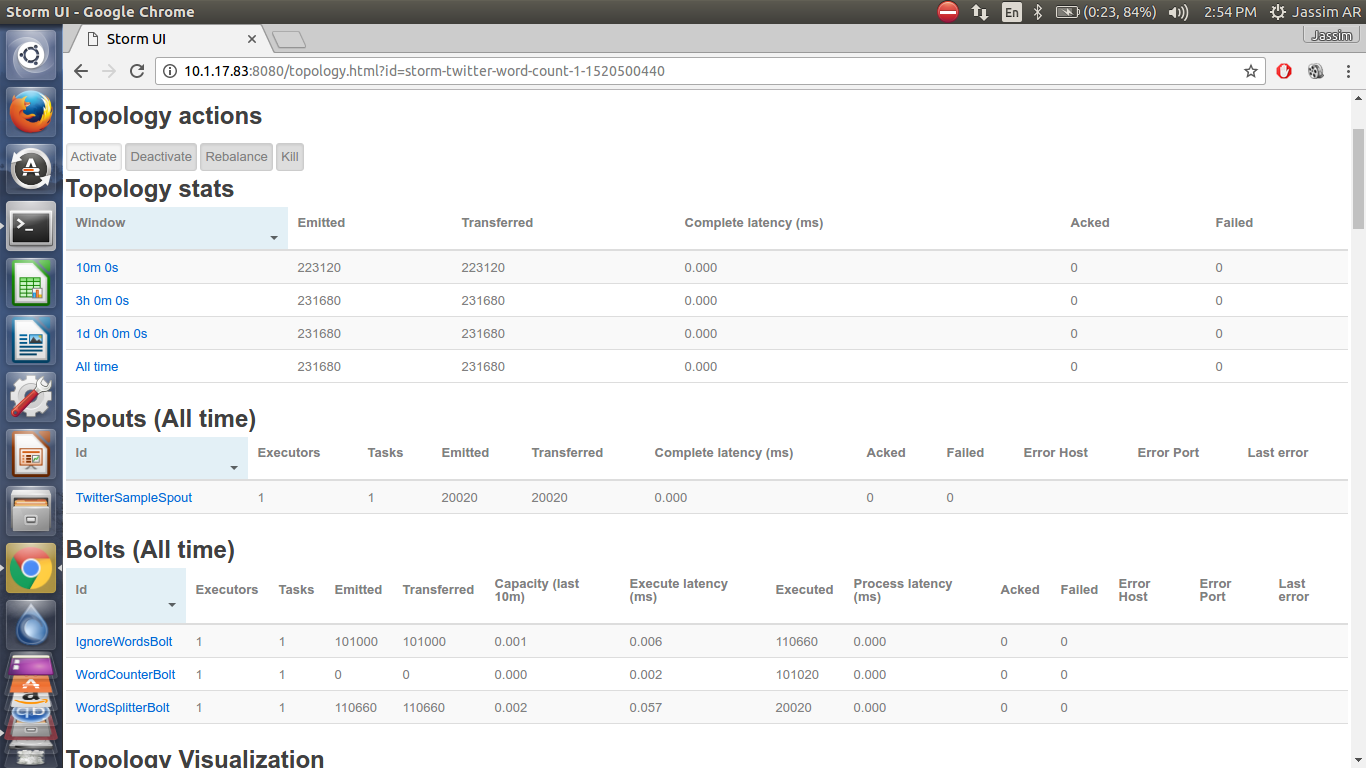 Storm UI - Google Chrome
En
(0:23, 84%)
2:54 PM
Jassim AR
Storm UI
Jassim
10.1.17.83:8080/topology.html?id=storm-twitter-word-count-1-1520500440
Topology actions
Activate Deactivate Rebalance Kill
Topology stats
Window Emitted Transferred Complete latency (ms) Acked Failed
10m 0s 223120 223120 0.000 0 0
3h 0m 0s 231680 231680 0.000 0 0
1d 0h 0m 0s 231680 231680 0.000 0 0
All time 231680 231680 0.000 0 0
Spouts (All time)
Id Executors Tasks Emitted Transferred Complete latency (ms) Acked Failed Error Host Error Port Last error
TwitterSampleSpout 1 1 20020 20020 0.000 0 0
Bolts (All time)
Id Executors Tasks Emitted Transferred Capacity (last 10m) Execute latency (ms) Executed Process latency (ms) Acked Failed Error Host Error Port Last error
IgnoreWordsBolt 1 1 101000 101000 0.001 0.006 110660 0.000 0 0
WordCounterBolt 1 1 0 0 0.000 0.002 101020 0.000 0 0
WordSplitterBolt 1 1 110660 110660 0.002 0.057 20020 0.000 0 0
Topology Visualization